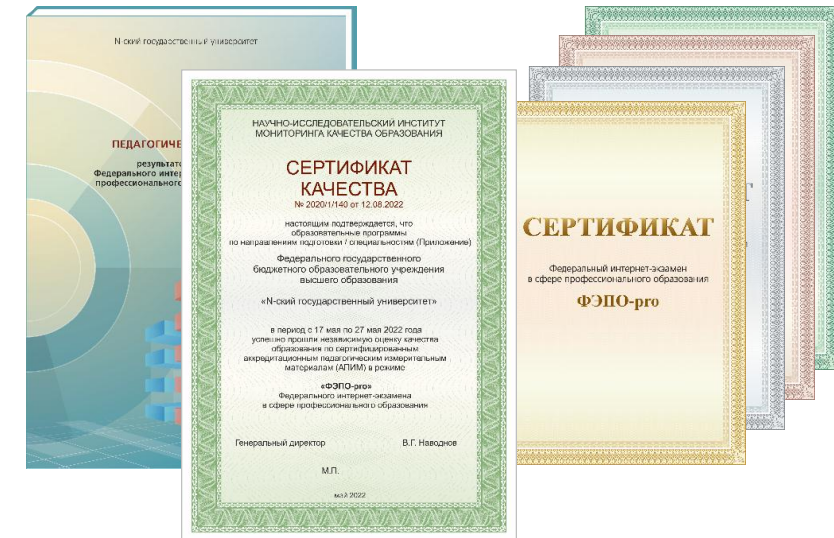 N-ский государственный университет
ПЕДАГОГИЧЕ
результат
Федерального интер
профессионального
НАУЧНО-ИССЛЕДОВАТЕЛЬСКИЙ ИНСТИТУТ
МОНИТОРИНГА КАЧЕСТВА ОБРАЗОВАНИЯ
СЕРТИФИКАТ
КАЧЕСТВА
№ 2020/1/140 от 12.08.2022
настоящим подтверждается, что
образовательные программы
по направлениям подготовки / специальностям (Приложение)
Федерального государственного
бюджетного образовательного учреждения
высшего образования
«N-ский государственный университет»
в период с 17 мая по 27 мая 2022 года
успешно прошли независимую оценку качества
образования по сертифицированным
аккредитационным педагогическим измерительным
материалам (АПИМ) в режиме
«ФЭПО-pro»
Федерального интернет-экзамена
в сфере профессионального образования
Генеральный директор В.Г. Наводнов
М.П.
май 2022
СЕРТИФИКАТ
Федеральный интернет-экзамен
в сфере профессионального образования
ФЭПО-pro